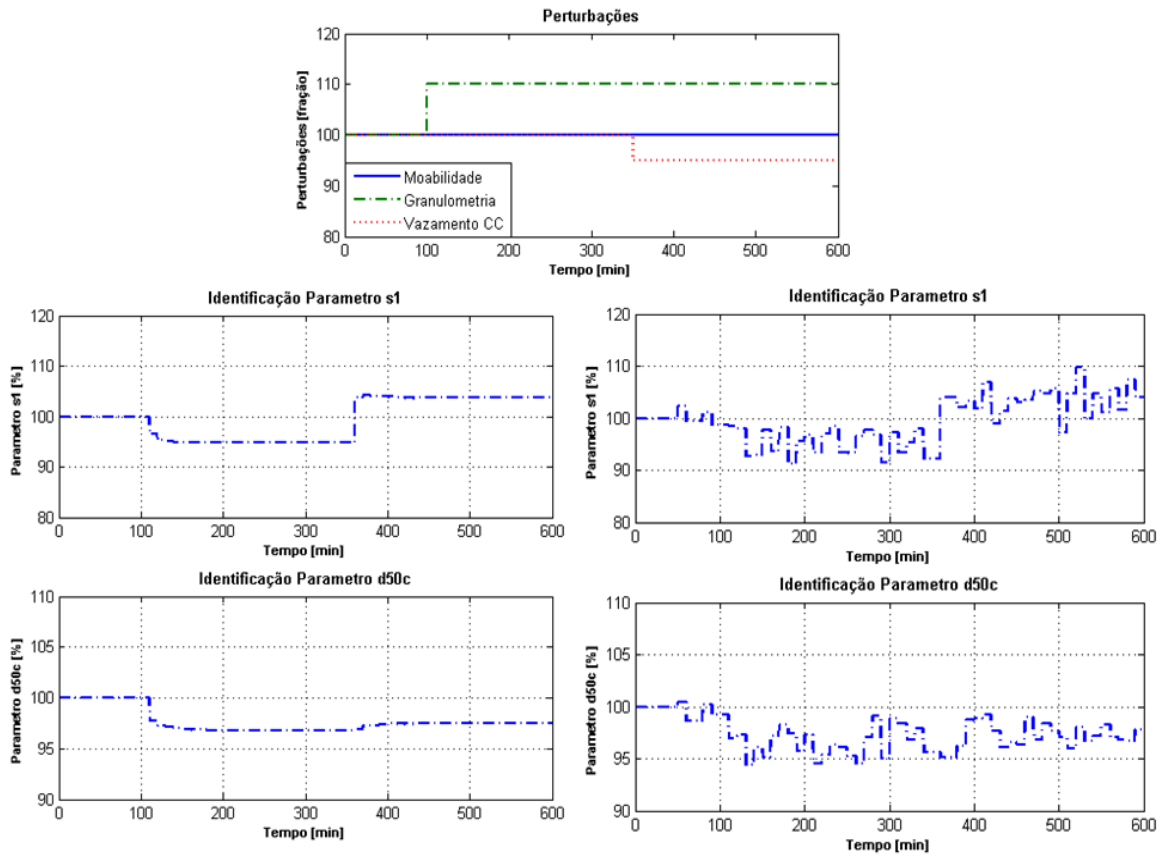 Perturbações
Perturbações [fração]
120
110
100
90
80
Moabilidade
Granulometria
Vazamento CC
0 100 200 300 400 500 600
Tempo [min]
Identificação Parametro s1
Parametro s1 [%]
120
110
100
90
80
0 100 200 300 400 500 600
Tempo [min]
Identificação Parametro s1
Parametro s1 [%]
120
110
100
90
80
0 100 200 300 400 500 600
Tempo [min]
Identificação Parametro d50c
Parametro d50c [%]
110
105
100
95
90
0 100 200 300 400 500 600
Tempo [min]
Identificação Parametro d50c
Parametro d50c [%]
110
105
100
95
90
0 100 200 300 400 500 600
Tempo [min]